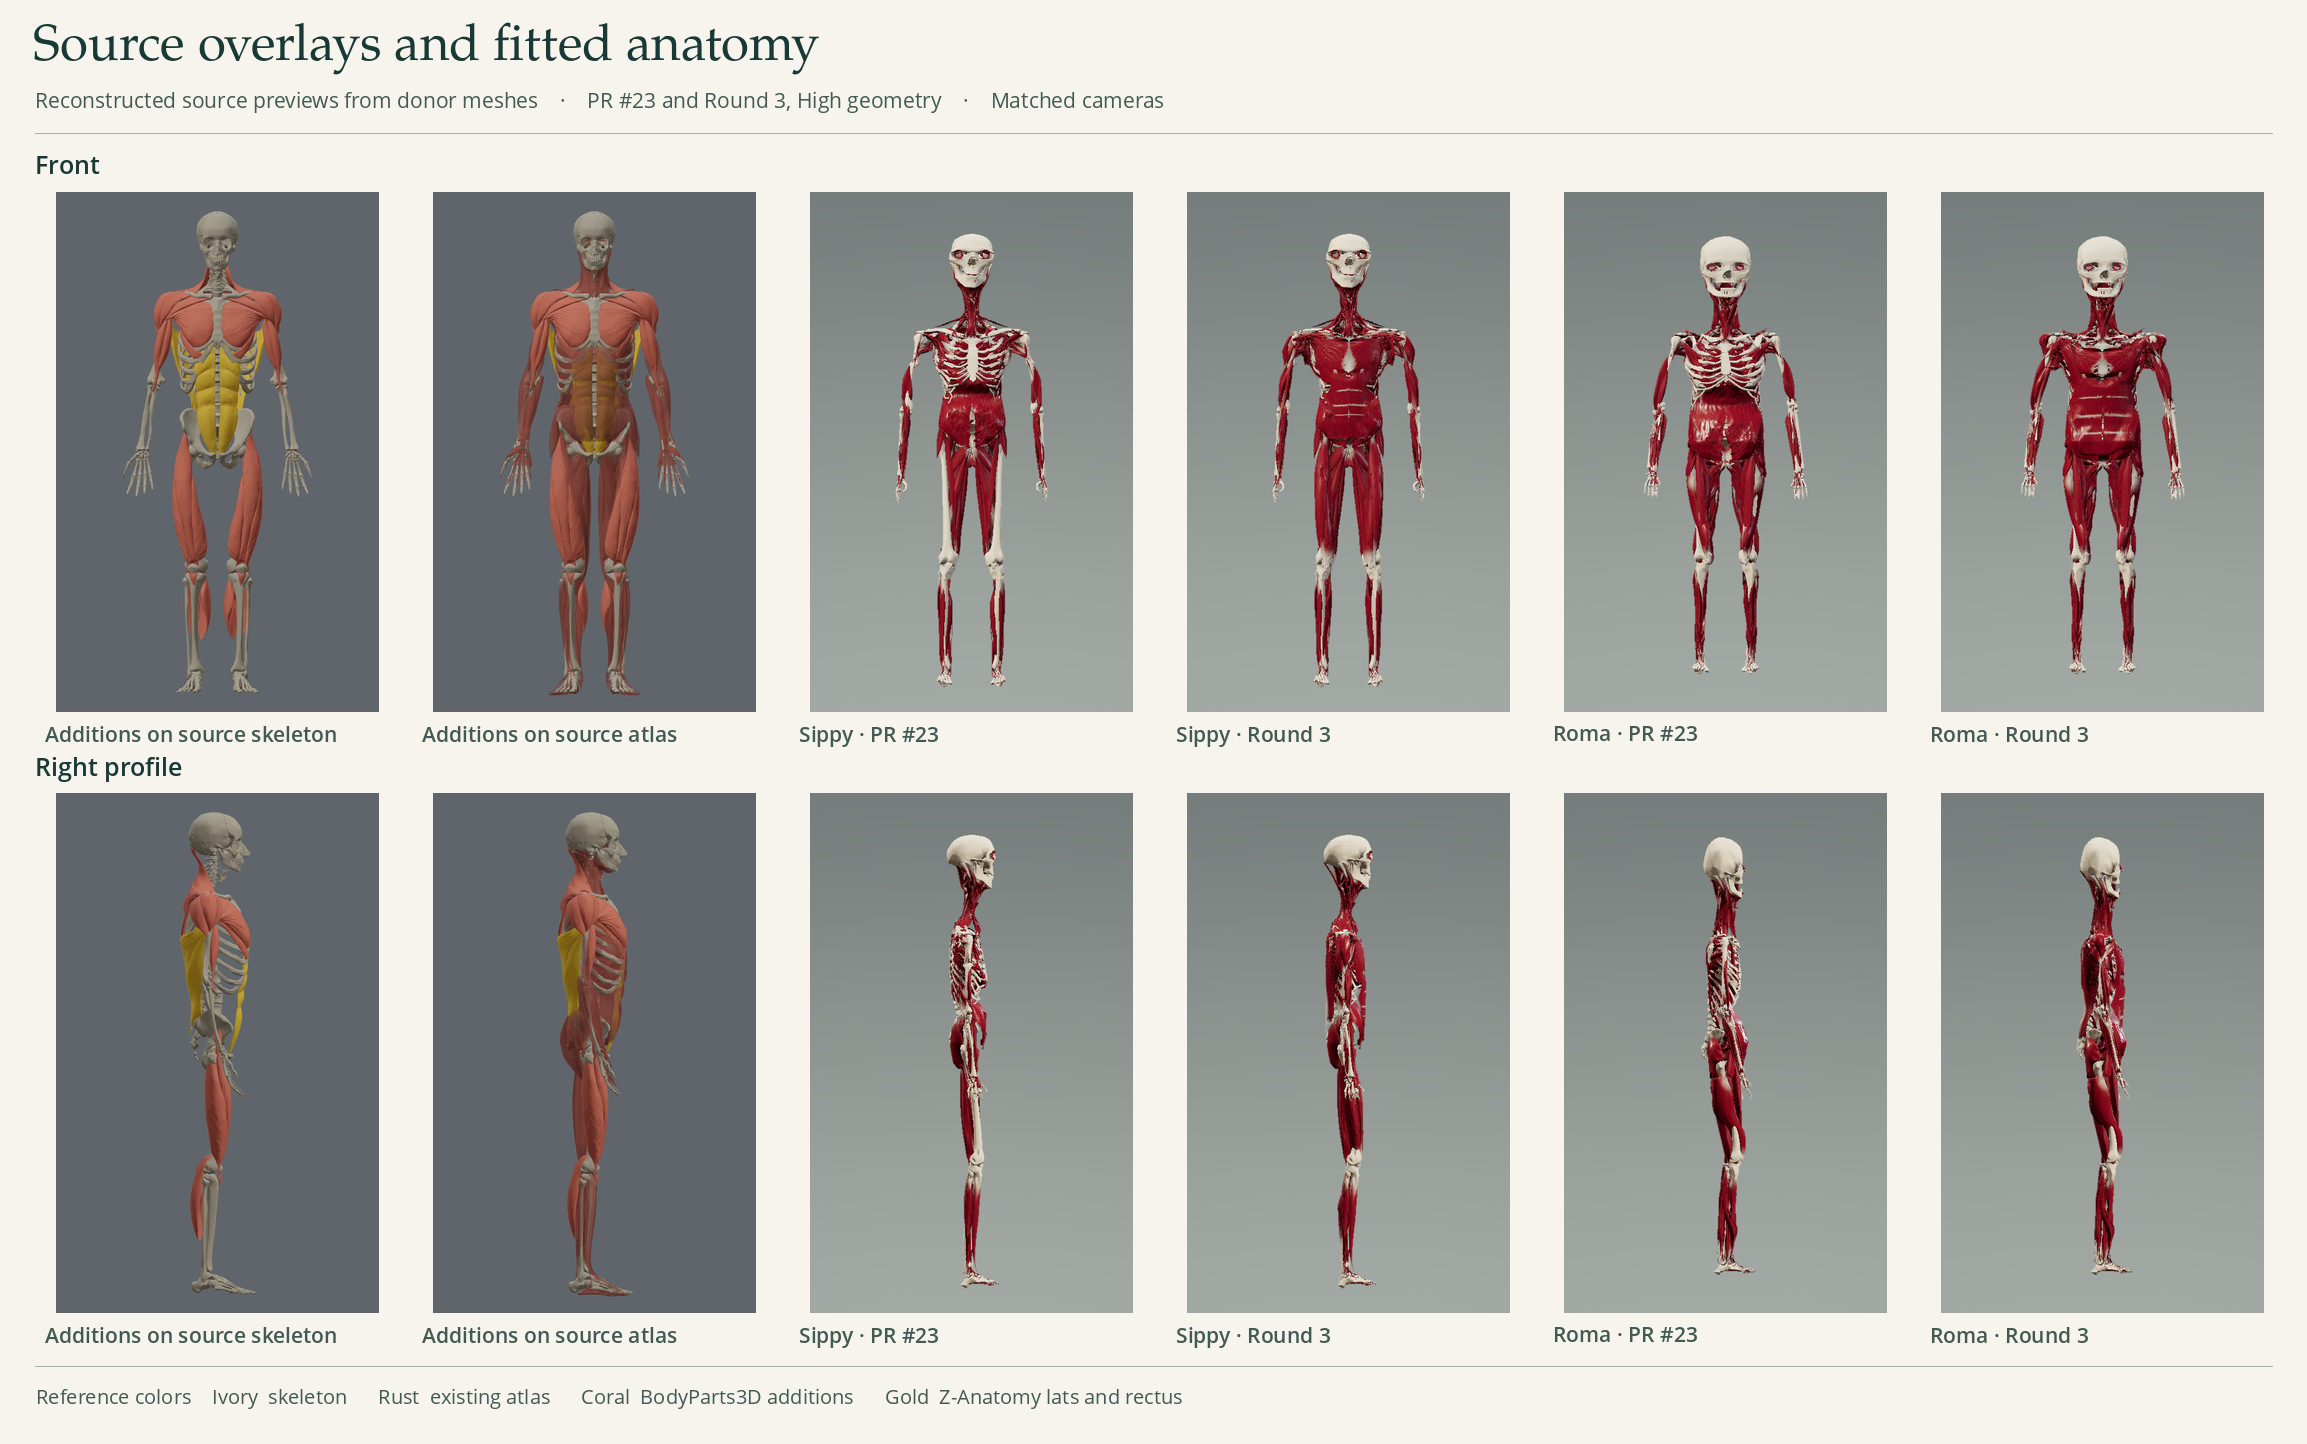 Source overlays and fitted anatomy
Reconstructed source previews from donor meshes · PR #23 and Round 3, High geometry · Matched cameras
Front
Additions on source skeleton
Additions on source atlas
Sippy · PR #23
Sippy · Round 3
Roma · PR #23
Roma · Round 3
Right profile
Additions on source skeleton
Additions on source atlas
Sippy · PR #23
Sippy · Round 3
Roma · PR #23
Roma · Round 3
Reference colors Ivory skeleton Rust existing atlas Coral BodyParts3D additions Gold Z-Anatomy lats and rectus